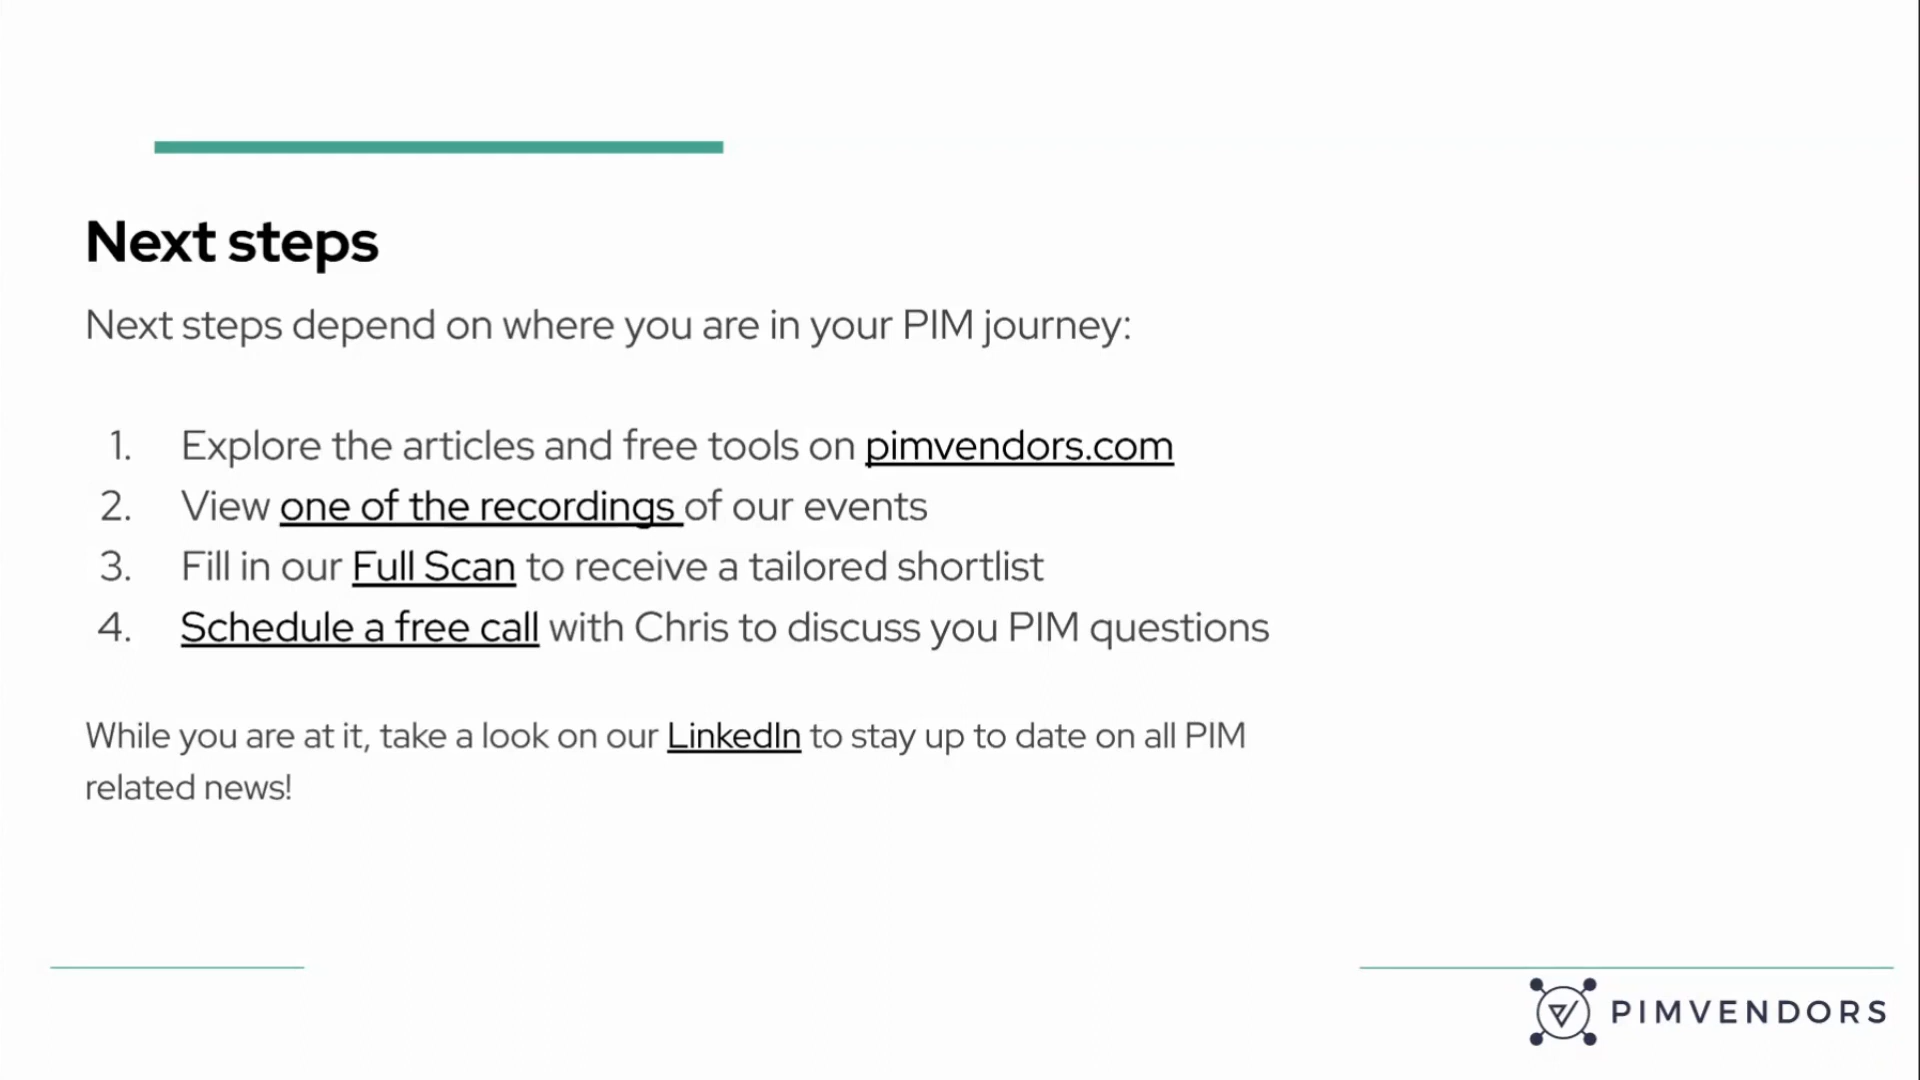 Next steps
Next steps depend on where you are in your PIM journey:
1. Explore the articles and free tools on pimvendors.com
2. View one of the recordings of our events
3. Fill in our Full Scan to receive a tailored shortlist
4. Schedule a free call with Chris to discuss you PIM questions
While you are at it, take a look on our LinkedIn to stay up to date on all PIM
related news!
PIMVENDORS